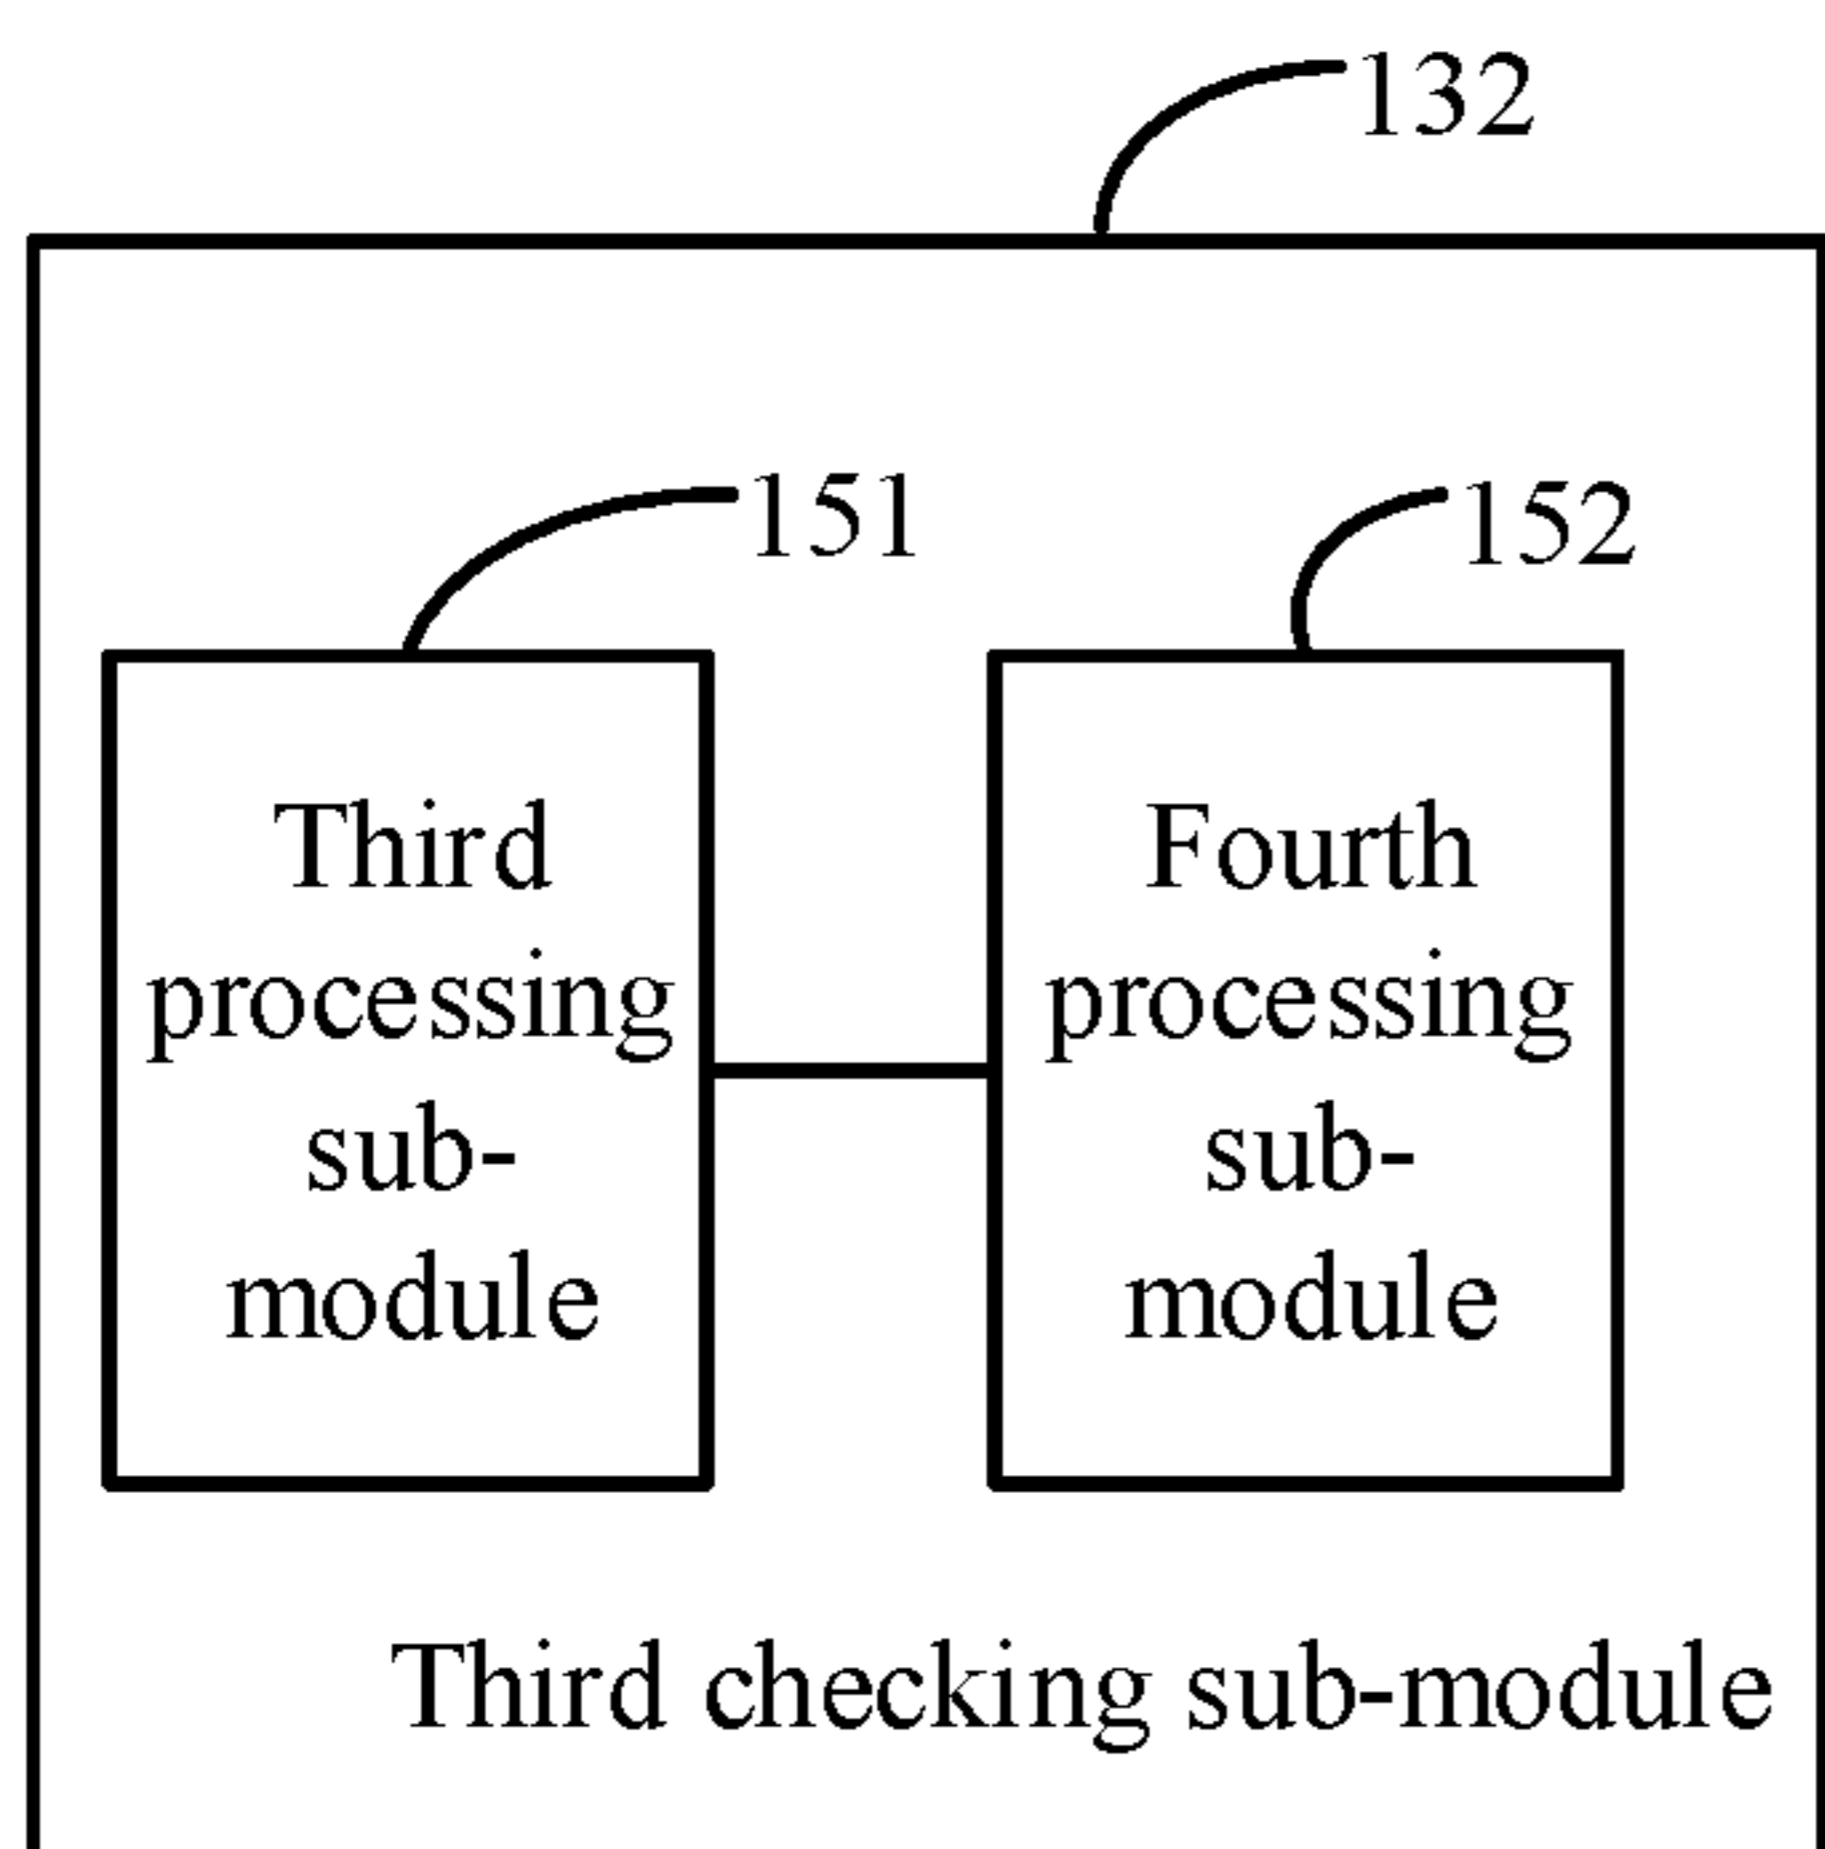 132
151
152
Third
processing
sub-
module
Fourth
processing
sub-
module
Third checking sub-module